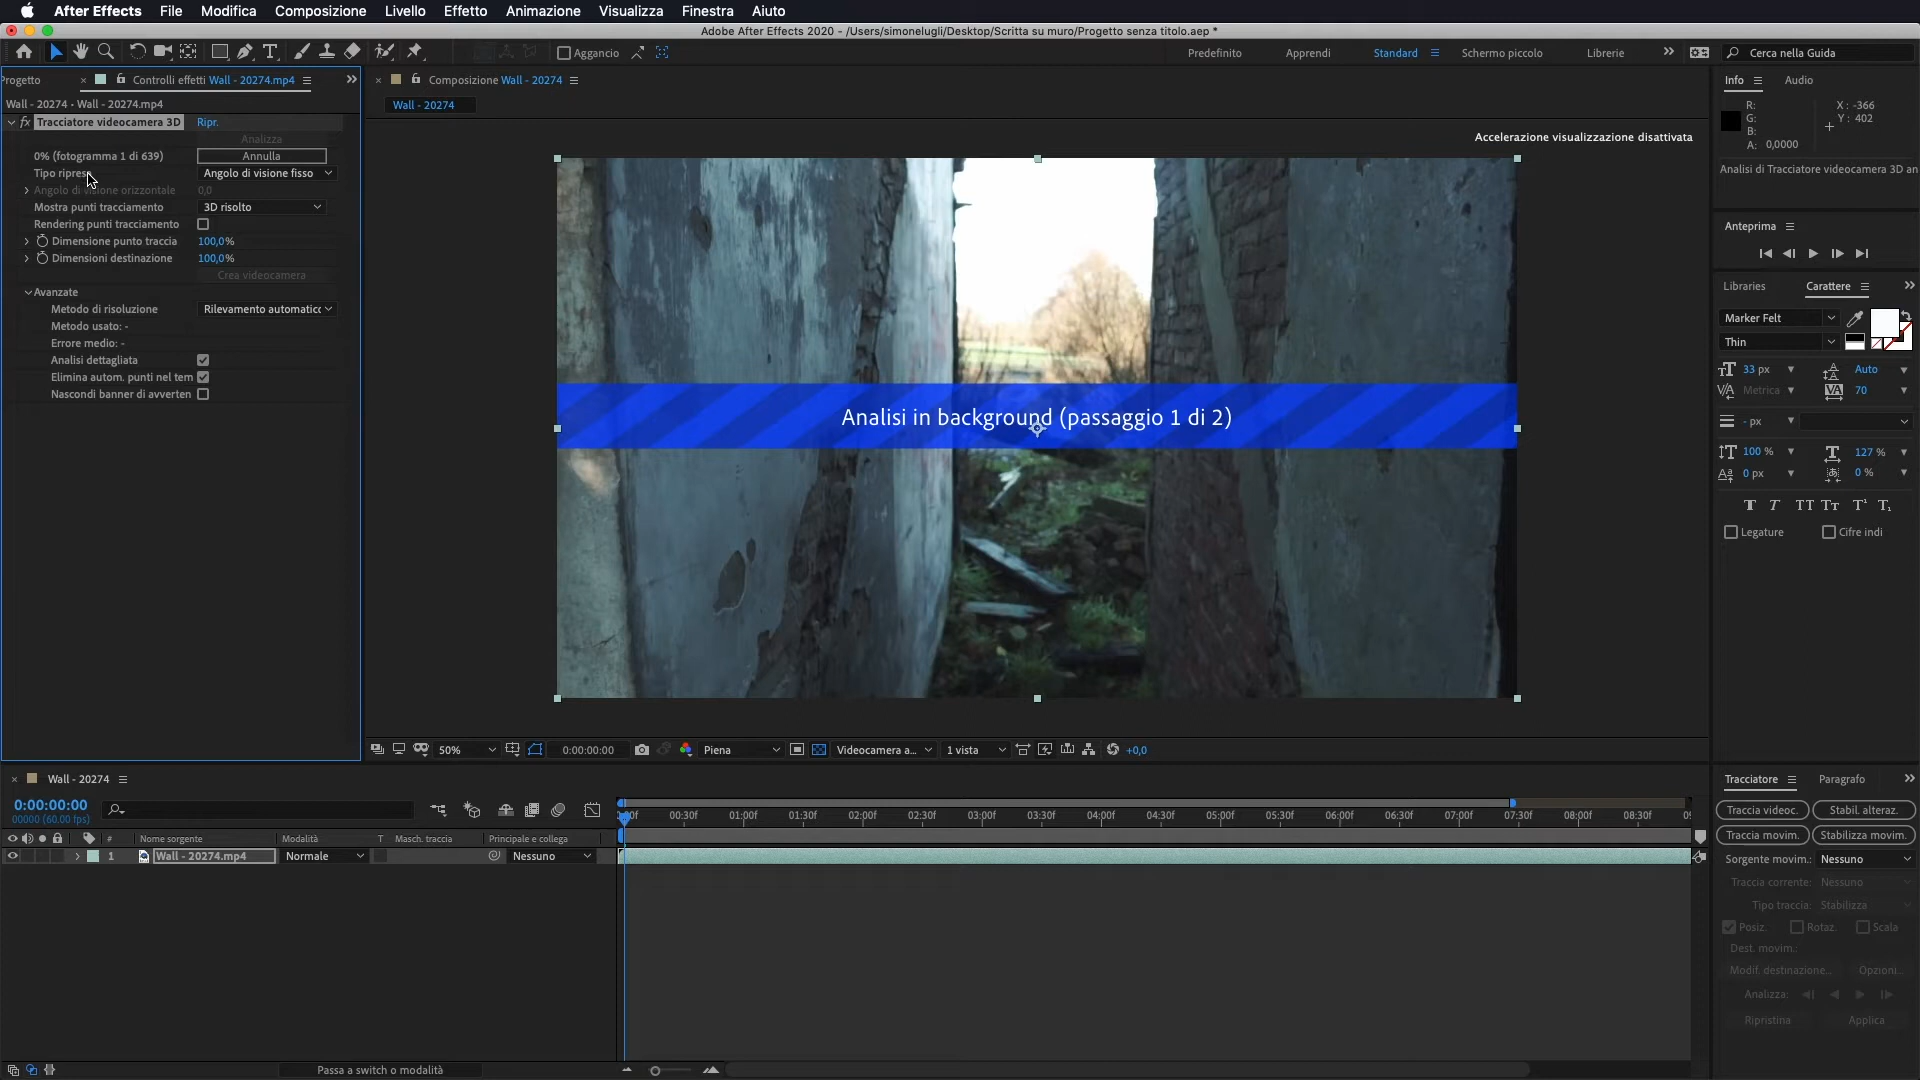 After Effects File Modifica Composizione Livello Effetto Animazione Visualizza Finestra Aiuto
Adobe After Effects 2020 - /Users/simonelugli/Desktop/Scritta su muro/Progetto senza titolo.aep *
Aggancio Predefinito Apprendi Standard Schermo piccolo Librerie Cerca nella Guida
Progetto Controlli effetti Wall - 20274.mp4
Composizione Wall - 20274
Info Audio
Wall - 20274 • Wall - 20274.mp4
Wall - 20274
R: X : -366
G: Y : 402
B:
A: 0,0000
fx Tracciatore videocamera 3D Ripr.
Accelerazione visualizzazione disattivata
Analizza
0% (fotogramma 1 di 639) Annulla
Tipo ripresa Angolo di visione fisso
Analisi di Tracciatore videocamera 3D an
Angolo di visione orizzontale 0,0
Mostra punti tracciamento 3D risolto
Rendering punti tracciamento
Anteprima
Dimensione punto traccia 100,0%
Dimensioni destinazione 100,0%
Crea videocamera
Avanzate
Libraries Carattere
Metodo di risoluzione Rilevamento automatico
Marker Felt
Metodo usato: -
Errore medio: -
Thin
Analisi dettagliata
Elimina autom. punti nel tem
Nascondi banner di avverten
33 px Auto
Metrica 70
Analisi in background (passaggio 1 di 2)
- px
100 % 127 %
0 px 0 %
T T TT Tt T¹ T₁
Legature Cifre indi
50% 0:00:00:00 Piena Videocamera a... 1 vista +0,0
Wall - 20274
Tracciatore Paragrafo
0:00:00:00
00000 (60.00 fps)
00:30f 01:00f 01:30f 02:00f 02:30f 03:00f 03:30f 04:00f 04:30f 05:00f 05:30f 06:00f 06:30f 07:00f 07:30f 08:00f 08:30f
Traccia videoc. Stabil. alteraz.
Traccia movim. Stabilizza movim.
# Nome sorgente Modalità T Masch. traccia Principale e collega
1 Wall - 20274.mp4 Normale Nessuno
Sorgente movim.: Nessuno
Traccia corrente: Nessuno
Tipo traccia: Stabilizza
Posiz. Rotaz. Scala
Dest. movim.:
Modif. destinazione... Opzioni...
Analizza:
Ripristina Applica
Passa a switch o modalità